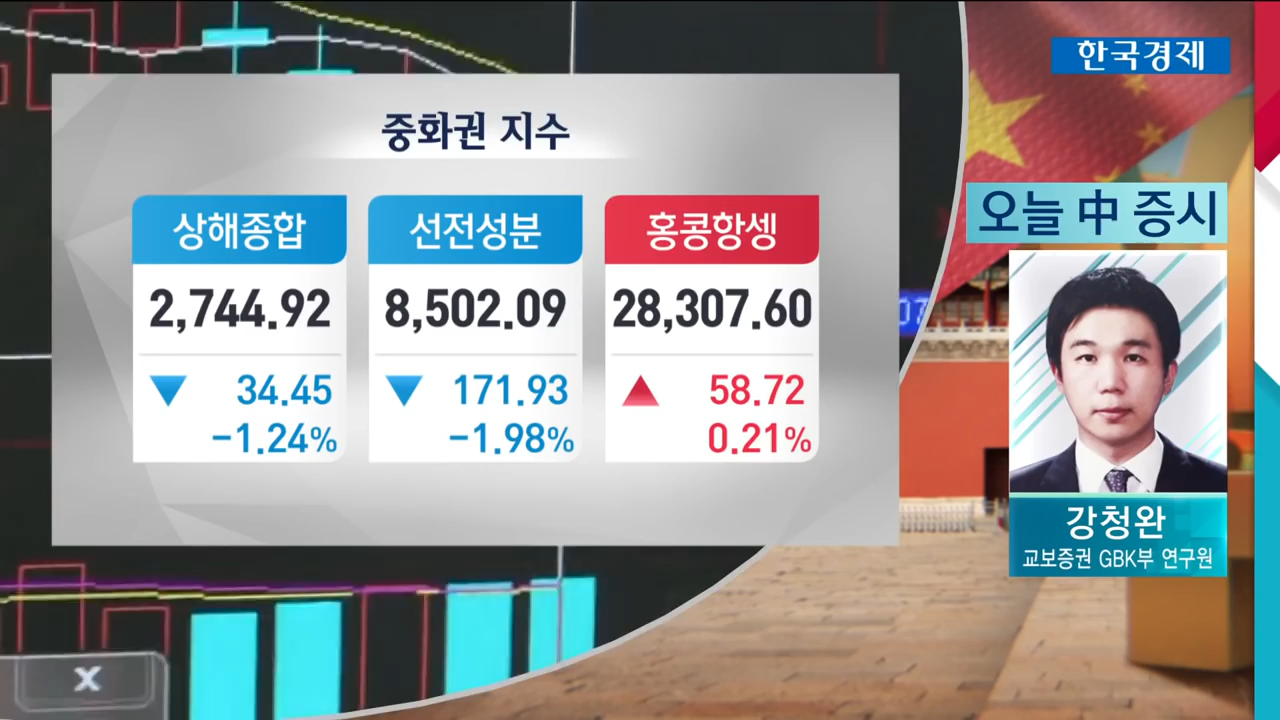 한국경제
중화권 지수
상해종합
2,744.92
▼ 34.45
-1.24%
선전성분
8,502.09
▼ 171.93
-1.98%
홍콩항셍
28,307.60
▲ 58.72
0.21%
오늘 中 증시
07
강청완
교보증권 GBK부 연구원
X